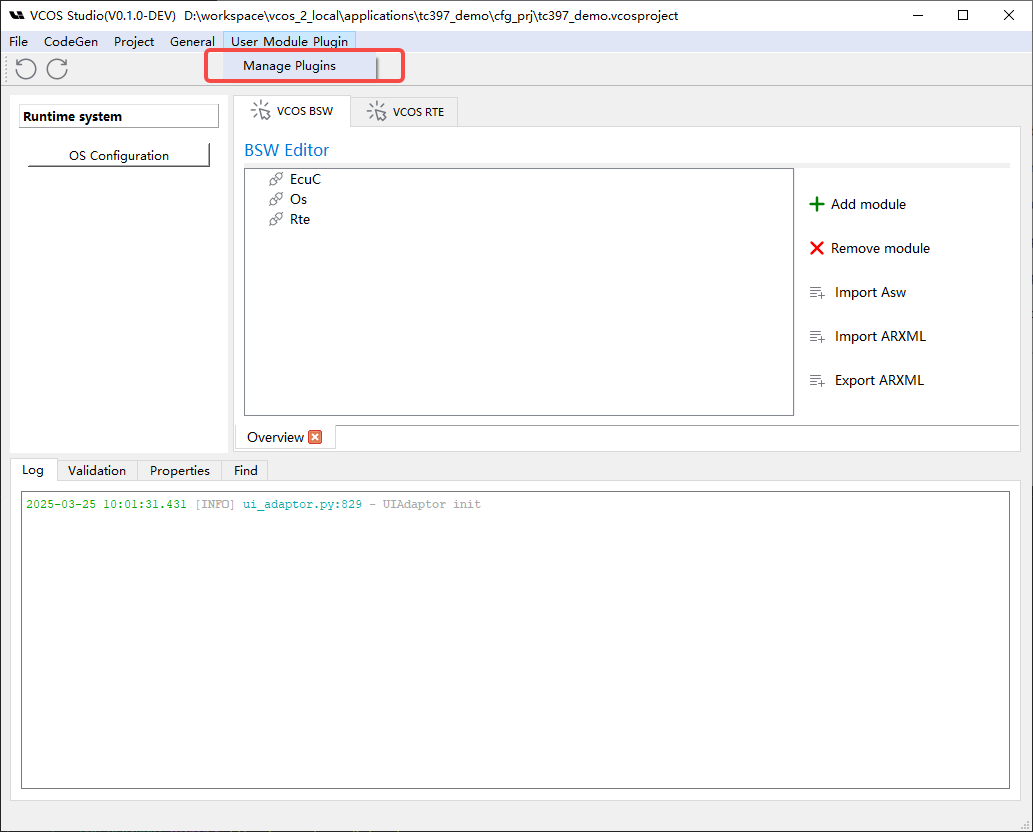 VCOS Studio(V0.1.0-DEV) D:\workspace\vcos_2_local\applications\tc397_demo\cfg_prj\tc397_demo.vcosproject
File CodeGen Project General User Module Plugin
Manage Plugins
Runtime system
OS Configuration
VCOS BSW VCOS RTE
BSW Editor
EcuC
Os
Rte
Add module
Remove module
Import Asw
Import ARXML
Export ARXML
Overview
Log Validation Properties Find
2025-03-25 10:01:31.431 [INFO] ui_adaptor.py:829 - UIAdaptor init